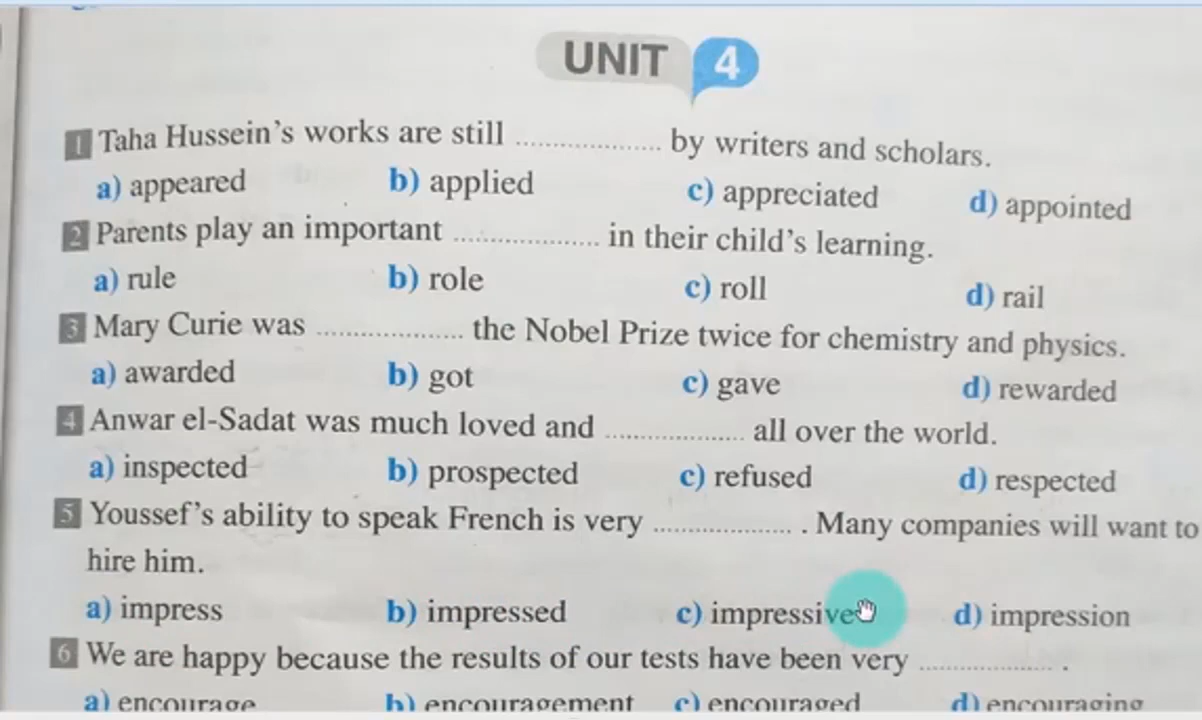 UNIT 4
1 Taha Hussein's works are still .................. by writers and scholars.
a) appeared b) applied c) appreciated d) appointed
2 Parents play an important .................. in their child's learning.
a) rule b) role c) roll d) rail
3 Mary Curie was .................. the Nobel Prize twice for chemistry and physics.
a) awarded b) got c) gave d) rewarded
4 Anwar el-Sadat was much loved and .................. all over the world.
a) inspected b) prospected c) refused d) respected
5 Youssef's ability to speak French is very .................. . Many companies will want to
hire him.
a) impress b) impressed c) impressive d) impression
6 We are happy because the results of our tests have been very .................. .
a) encourage b) encouragement c) encouraged d) encouraging